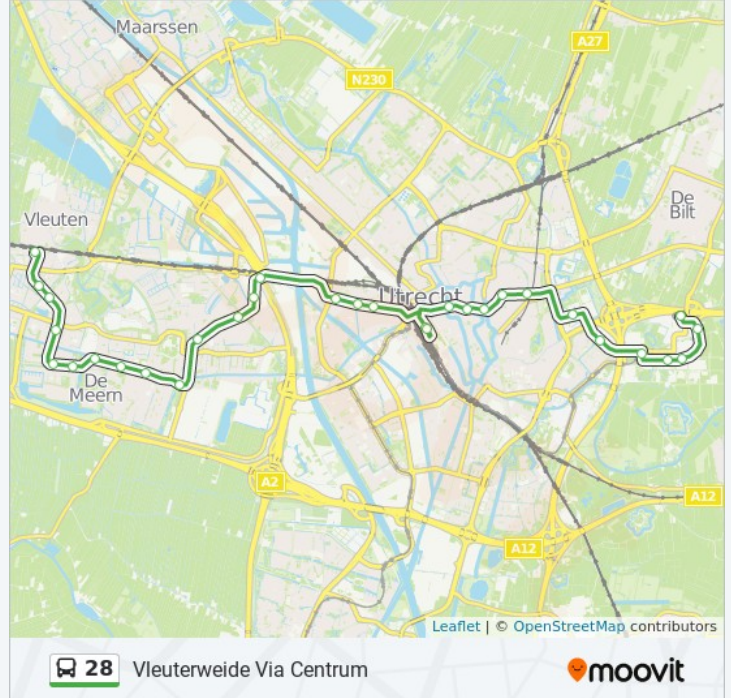 Maarssen
A27
N230
De
Bilt
Vleuten
Utrecht
De
Meern
A2
A12
A12
Leaflet | © OpenStreetMap contributors
28 Vleuterweide Via Centrum
moovit